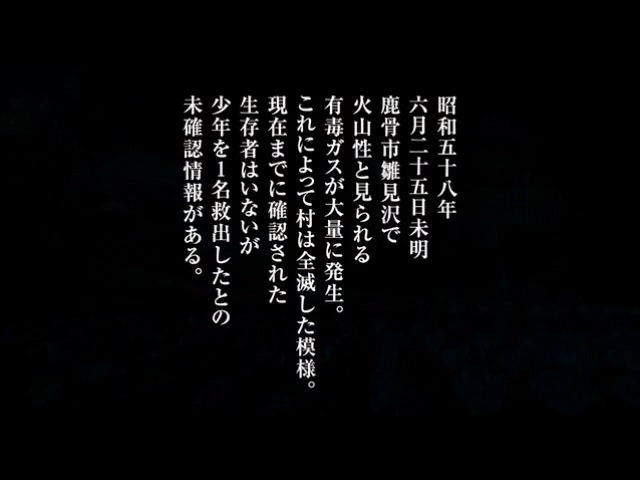 昭和五十八年
六月二十五日未明
鹿骨市雛見沢で
火山性と見られる
有毒ガスが大量に発生。
これによって村は全滅した模様。
現在までに確認された
生存者はいないが
少年を1名救出したとの
未確認情報がある。